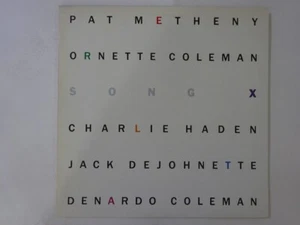 PAT METHENY
ORNETTE COLEMAN
SONG X
CHARLIE HADEN
JACK DEJOHNETTE
DENARDO COLEMAN